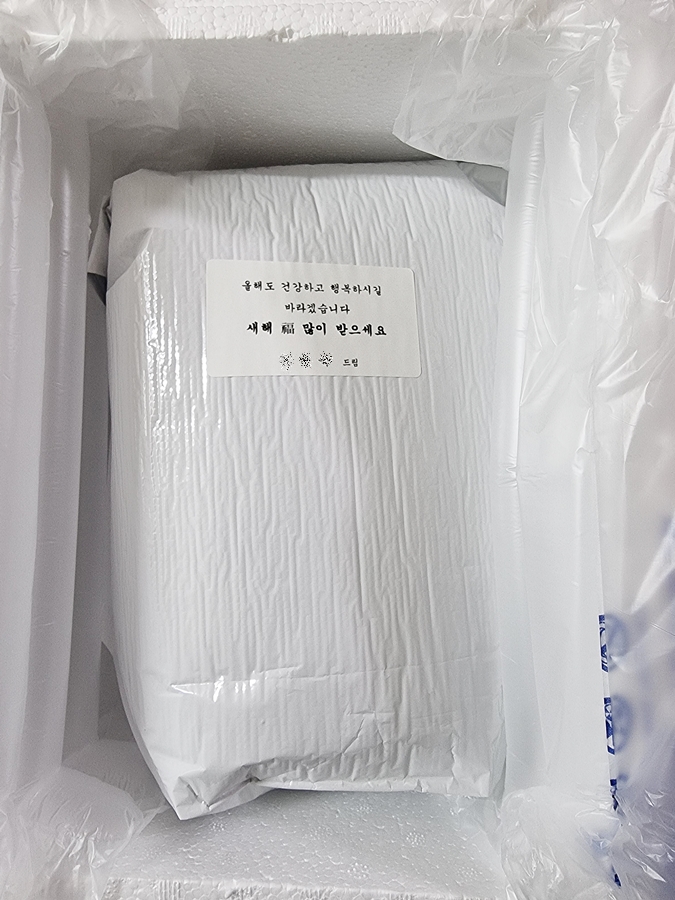 올해도 건강하고 행복하시길
바라겠습니다
새해 福 많이 받으세요
드림